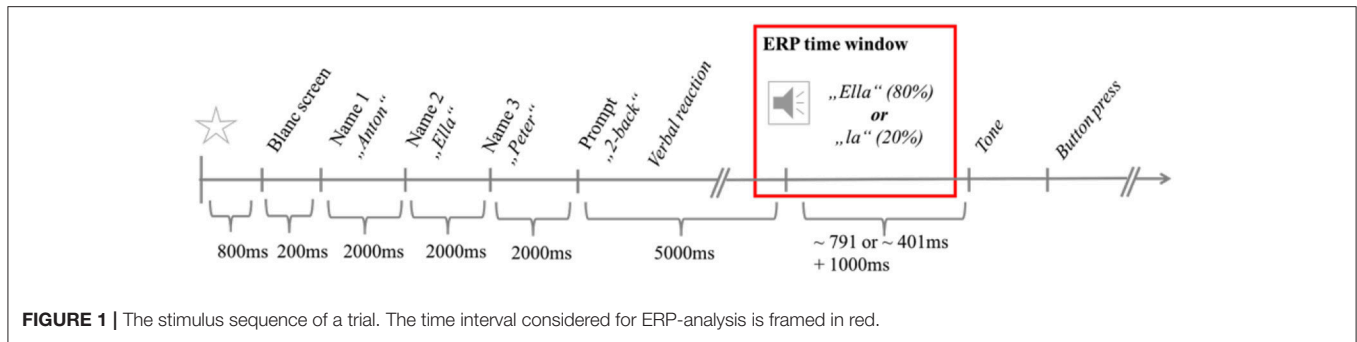 ERP time window
„Ella“ (80%)
or
„la“ (20%)
Blanc screen
Name 1
„Anton“
Name 2
„Ella“
Name 3
„Peter“
Prompt
„2-back“
Verbal reaction
Tone
Button press
800ms
200ms
2000ms
2000ms
2000ms
5000ms
~ 791 or ~ 401ms
+ 1000ms
FIGURE 1 | The stimulus sequence of a trial. The time interval considered for ERP-analysis is framed in red.